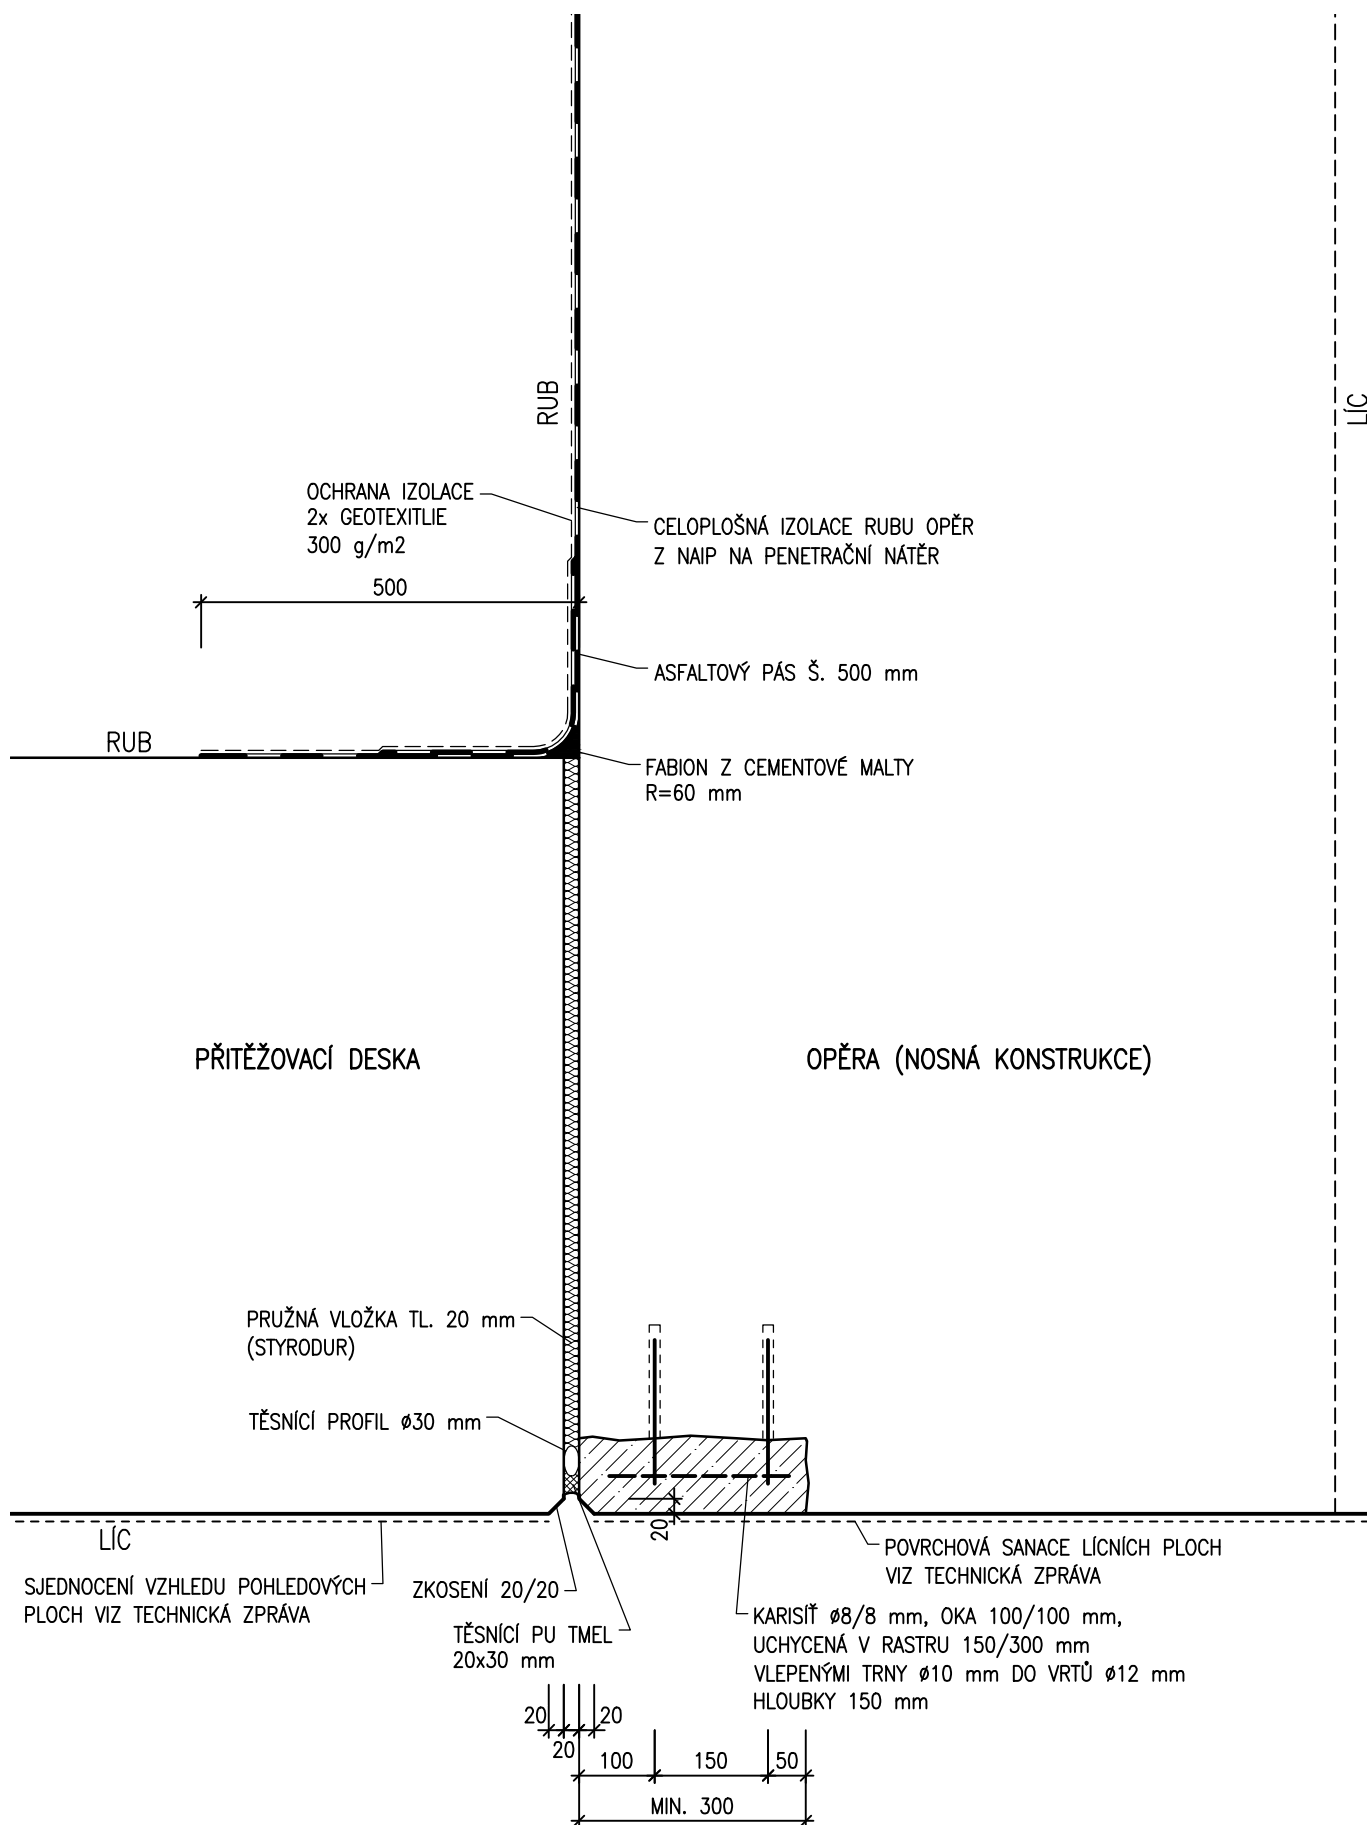 RUB
LÍC
OCHRANA IZOLACE
2x GEOTEXITLIE
300 g/m2
CELOPLOŠNÁ IZOLACE RUBU OPĚR
Z NAIP NA PENETRAČNÍ NÁTĚR
500
ASFALTOVÝ PÁS Š. 500 mm
RUB
FABION Z CEMENTOVÉ MALTY
R=60 mm
PŘITĚŽOVACÍ DESKA
OPĚRA (NOSNÁ KONSTRUKCE)
PRUŽNÁ VLOŽKA TL. 20 mm
(STYRODUR)
TĚSNÍCÍ PROFIL ø30 mm
20
LÍC
POVRCHOVÁ SANACE LÍCNÍCH PLOCH
VIZ TECHNICKÁ ZPRÁVA
SJEDNOCENÍ VZHLEDU POHLEDOVÝCH
PLOCH VIZ TECHNICKÁ ZPRÁVA
ZKOSENÍ 20/20
TĚSNÍCÍ PU TMEL
20x30 mm
KARISÍŤ ø8/8 mm, OKA 100/100 mm,
UCHYCENÁ V RASTRU 150/300 mm
VLEPENÝMI TRNY ø10 mm DO VRTŮ ø12 mm
HLOUBKY 150 mm
20
20
20
100
150
50
MIN. 300